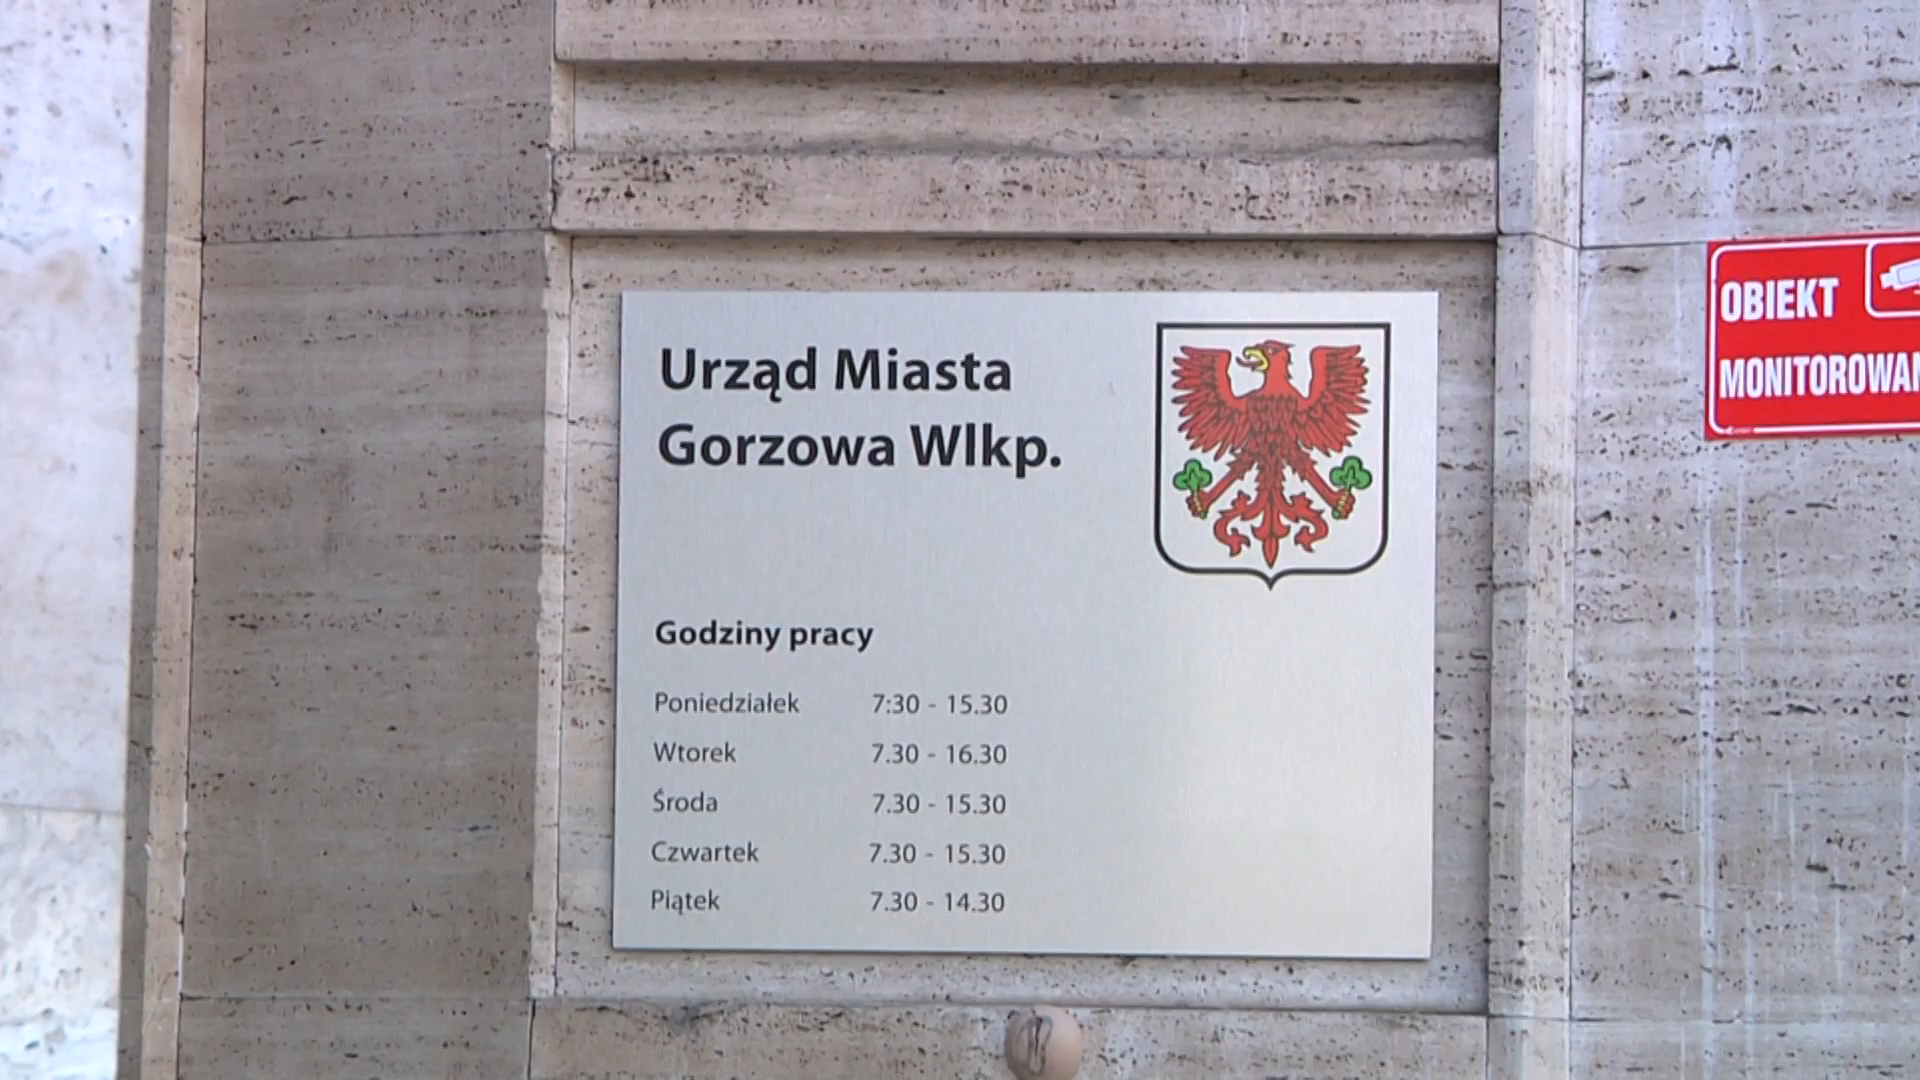 Urząd Miasta
Gorzowa Wlkp.
Godziny pracy
Poniedziałek 7:30 - 15.30
Wtorek 7.30 - 16.30
Środa 7.30 - 15.30
Czwartek 7.30 - 15.30
Piątek 7.30 - 14.30
OBIEKT